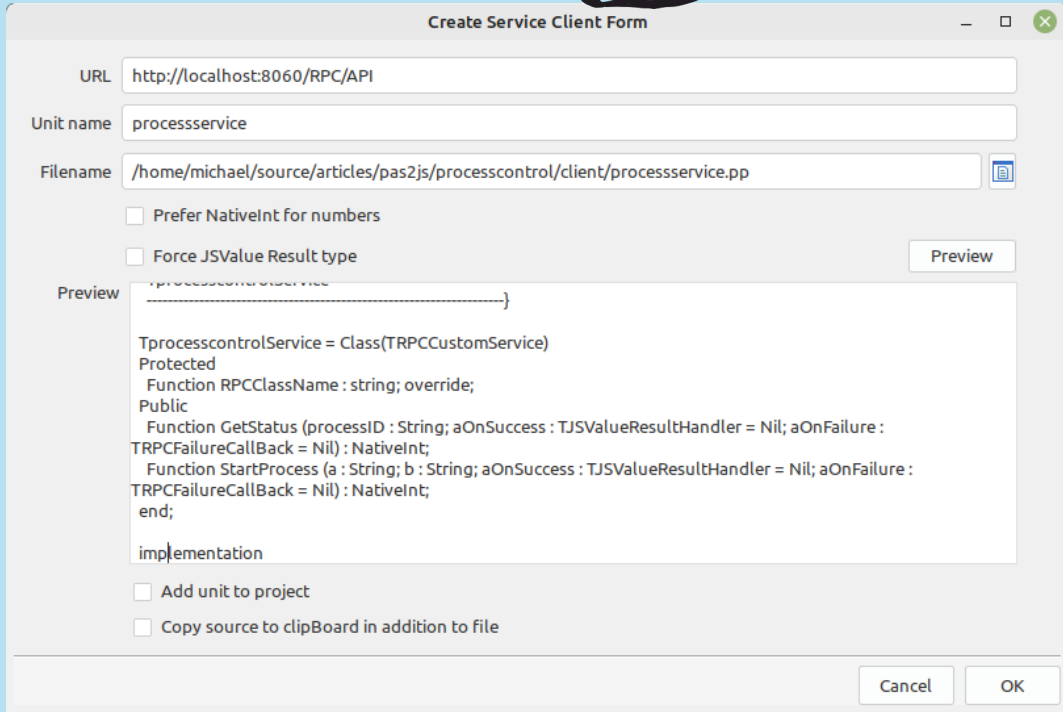 Create Service Client Form
URL http://localhost:8060/RPC/API
Unit name processservice
Filename /home/michael/source/articles/pas2js/processcontrol/client/processservice.pp
Prefer NativeInt for numbers
Force JSValue Result type
Preview
Preview
--------------------------------------------------------------------}
TprocesscontrolService = Class(TRPCCustomService)
Protected
Function RPCClassName : string; override;
Public
Function GetStatus (processID : String; aOnSuccess : TJSValueResultHandler = Nil; aOnFailure :
TRPCFailureCallBack = Nil) : NativeInt;
Function StartProcess (a : String; b : String; aOnSuccess : TJSValueResultHandler = Nil; aOnFailure :
TRPCFailureCallBack = Nil) : NativeInt;
end;
implementation
Add unit to project
Copy source to clipBoard in addition to file
Cancel OK